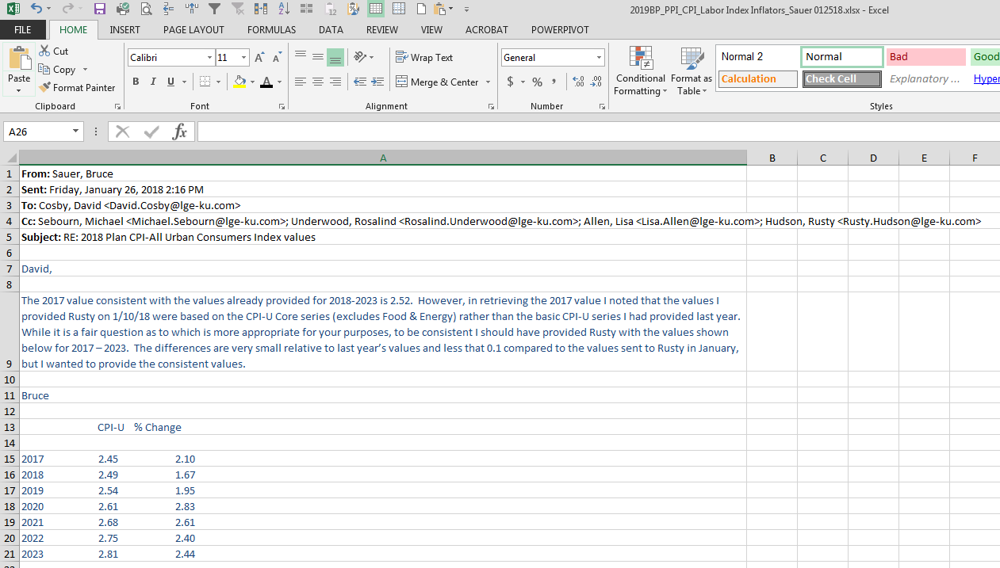 2019BP_PPI_CPI_Labor Index Inflators_Sauer 012518.xlsx - Excel
FILE HOME INSERT PAGE LAYOUT FORMULAS DATA REVIEW VIEW ACROBAT POWERPIVOT
Paste
Cut
Copy
Format Painter
Clipboard
Calibri 11
B I U
Font
Wrap Text
Merge & Center
Alignment
General
$ % ,
Number
Conditional Formatting
Format as Table
Normal 2 Normal Bad Good
Calculation Check Cell Explanatory ... Hyper
Styles
A26
fx
A B C D E F
1 From: Sauer, Bruce
2 Sent: Friday, January 26, 2018 2:16 PM
3 To: Cosby, David <David.Cosby@lge-ku.com>
4 Cc: Sebourn, Michael <Michael.Sebourn@lge-ku.com>; Underwood, Rosalind <Rosalind.Underwood@lge-ku.com>; Allen, Lisa <Lisa.Allen@lge-ku.com>; Hudson, Rusty <Rusty.Hudson@lge-ku.com>
5 Subject: RE: 2018 Plan CPI-All Urban Consumers Index values
6
7 David,
8
The 2017 value consistent with the values already provided for 2018-2023 is 2.52.  However, in retrieving the 2017 value I noted that the values I
provided Rusty on 1/10/18 were based on the CPI-U Core series (excludes Food & Energy) rather than the basic CPI-U series I had provided last year.
While it is a fair question as to which is more appropriate for your purposes, to be consistent I should have provided Rusty with the values shown
below for 2017 – 2023.  The differences are very small relative to last year's values and less that 0.1 compared to the values sent to Rusty in January,
9 but I wanted to provide the consistent values.
10
11 Bruce
12
13 CPI-U % Change
14
15 2017 2.45 2.10
16 2018 2.49 1.67
17 2019 2.54 1.95
18 2020 2.61 2.83
19 2021 2.68 2.61
20 2022 2.75 2.40
21 2023 2.81 2.44